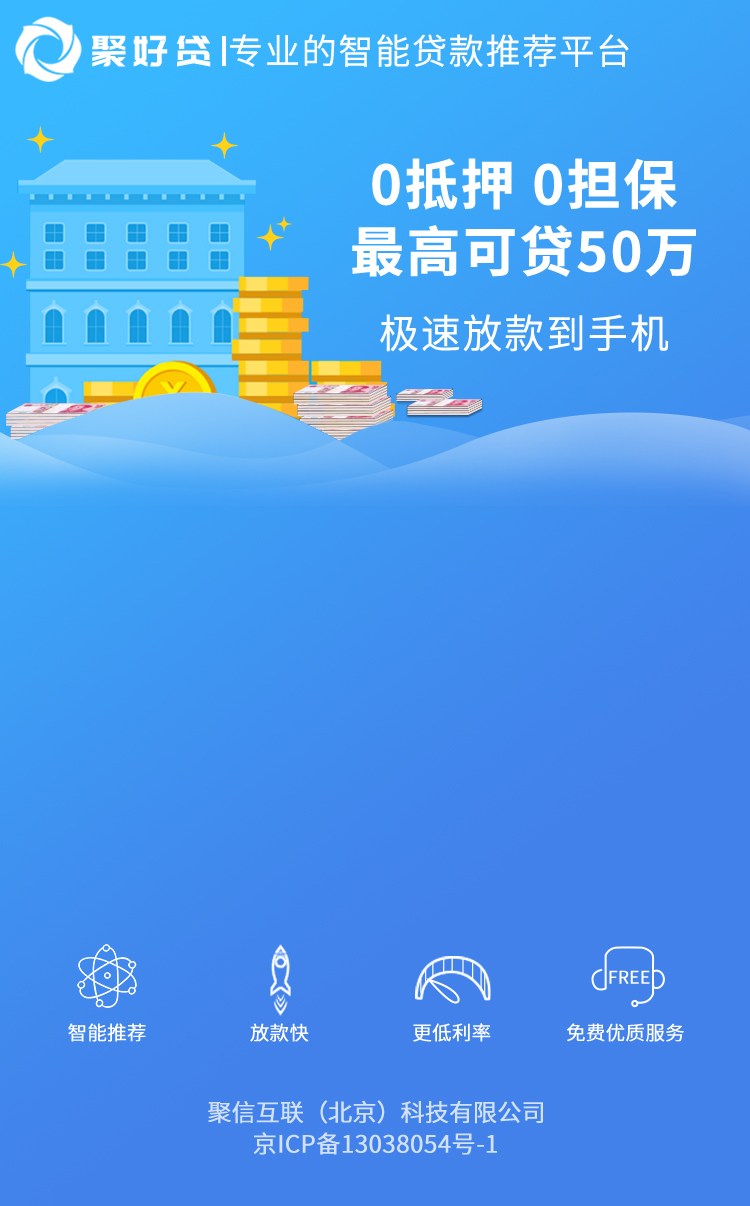 聚好贷|专业的智能贷款推荐平台
0抵押 0担保
最高可贷50万
极速放款到手机
¥
FREE
智能推荐 放款快 更低利率 免费优质服务
聚信互联（北京）科技有限公司
京ICP备13038054号-1